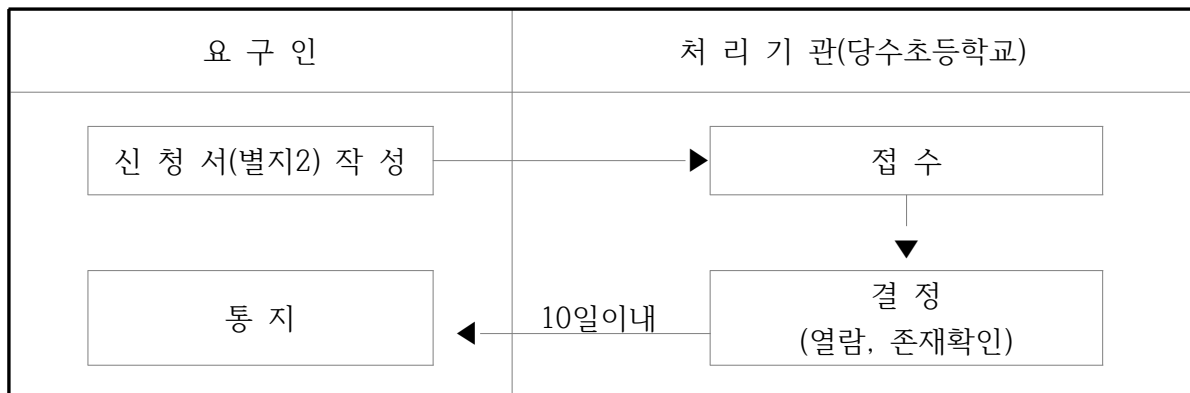 요 구 인
처 리 기 관(당수초등학교)
신 청 서(별지2) 작 성
접 수
통 지
10일이내
결 정
(열람, 존재확인)